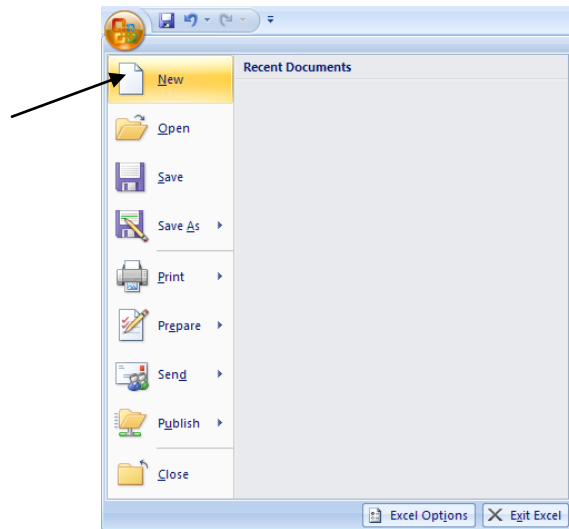 Recent Documents
New
Open
Save
Save As
Print
Prepare
Send
Publish
Close
Excel Options
Exit Excel